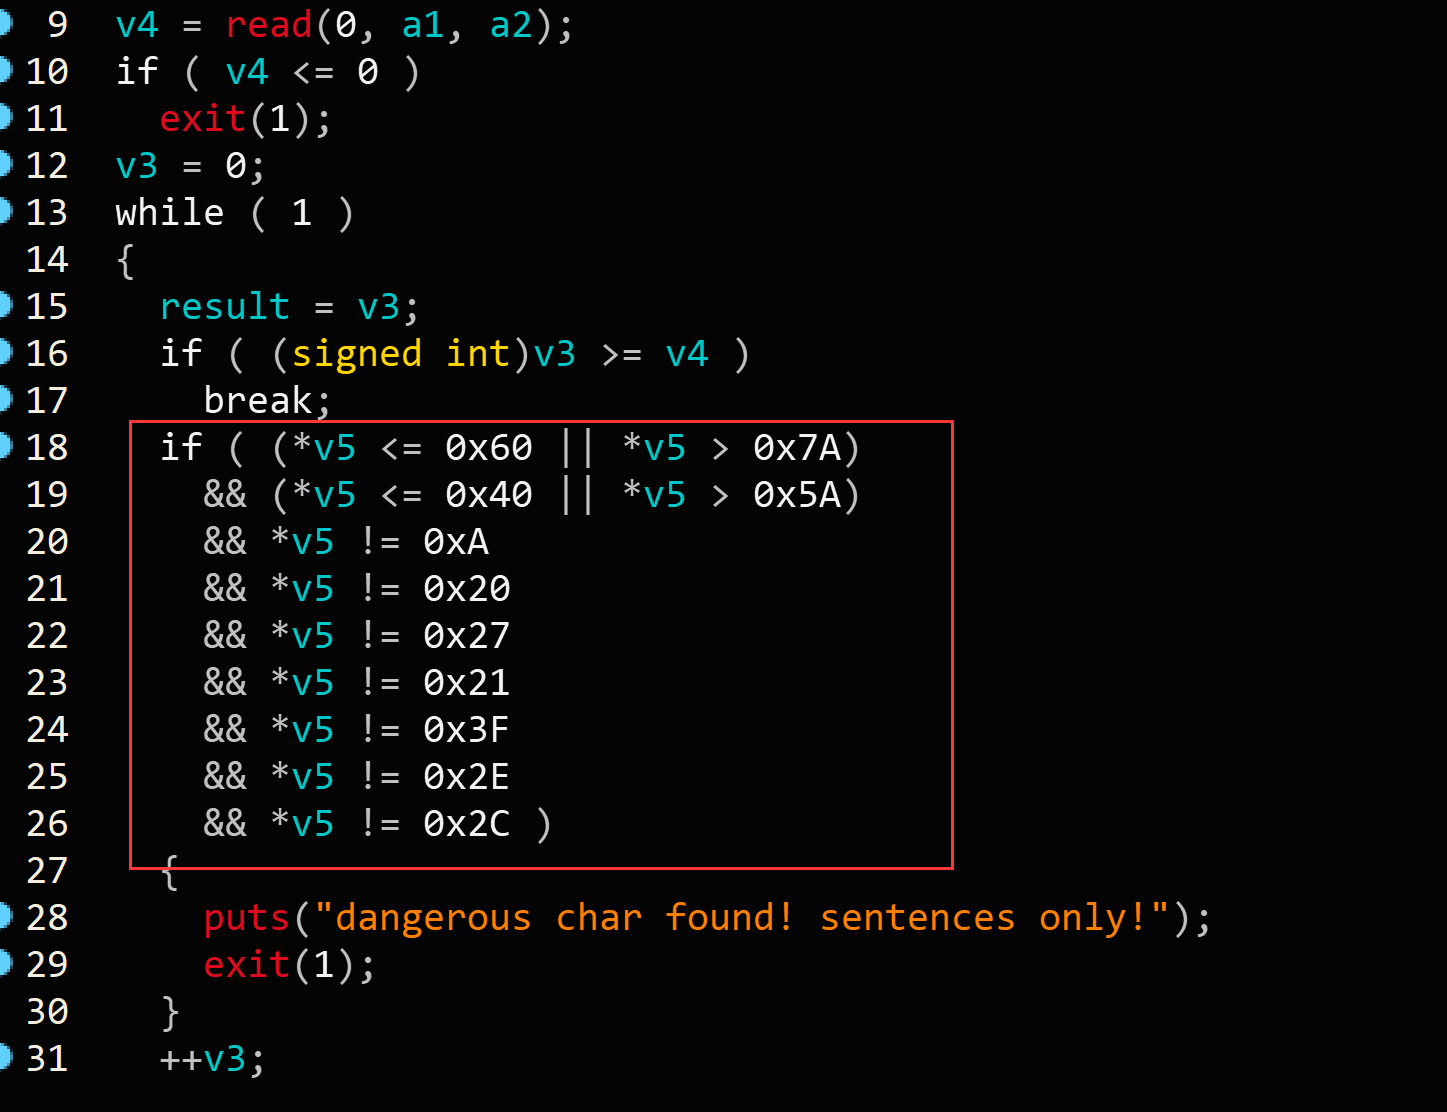 9 v4 = read(0, a1, a2);
10 if ( v4 <= 0 )
11 exit(1);
12 v3 = 0;
13 while ( 1 )
14 {
15 result = v3;
16 if ( (signed int)v3 >= v4 )
17 break;
18 if ( (*v5 <= 0x60 || *v5 > 0x7A)
19 && (*v5 <= 0x40 || *v5 > 0x5A)
20 && *v5 != 0xA
21 && *v5 != 0x20
22 && *v5 != 0x27
23 && *v5 != 0x21
24 && *v5 != 0x3F
25 && *v5 != 0x2E
26 && *v5 != 0x2C )
27 {
28 puts("dangerous char found! sentences only!");
29 exit(1);
30 }
31 ++v3;